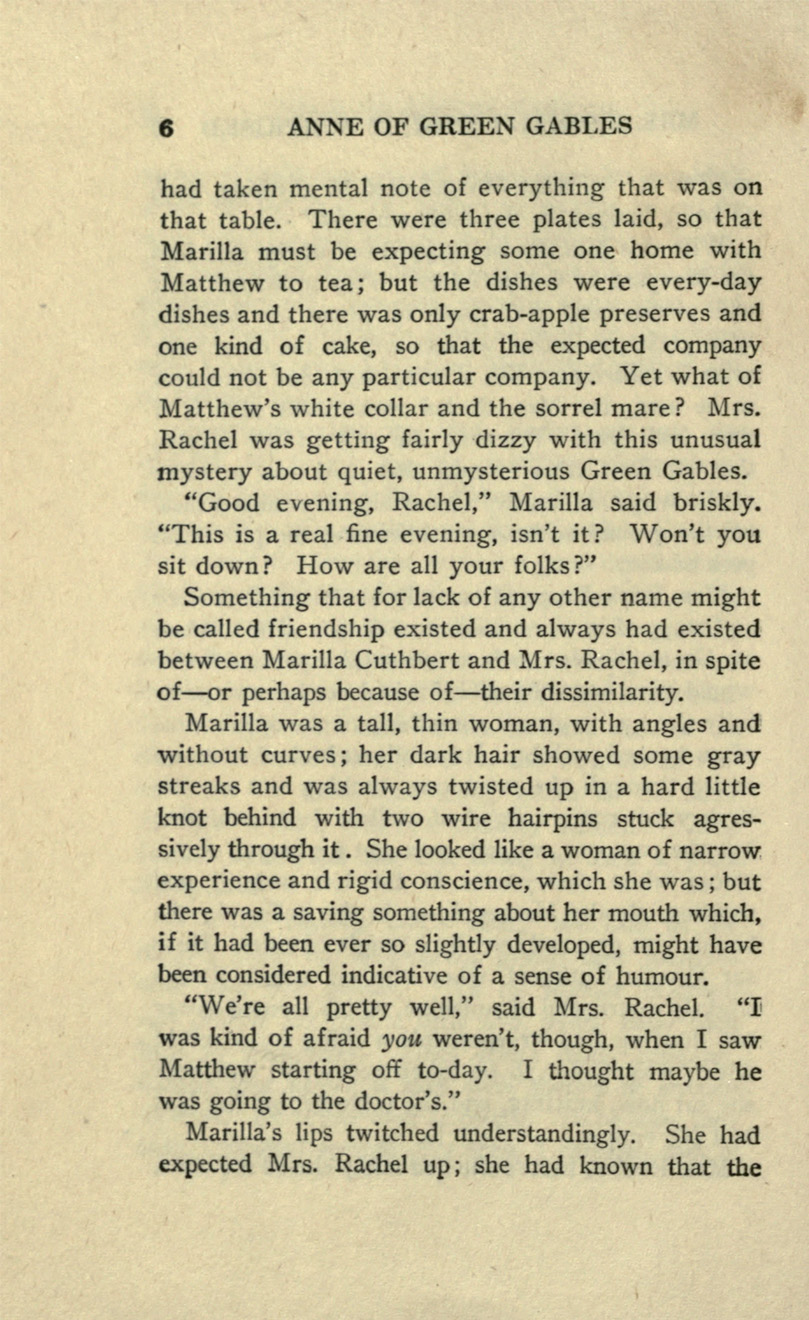 6 ANNE OF GREEN GABLES
had taken mental note of everything that was on
that table. There were three plates laid, so that
Marilla must be expecting some one home with
Matthew to tea; but the dishes were every-day
dishes and there was only crab-apple preserves and
one kind of cake, so that the expected company
could not be any particular company. Yet what of
Matthew's white collar and the sorrel mare? Mrs.
Rachel was getting fairly dizzy with this unusual
mystery about quiet, unmysterious Green Gables.
“Good evening, Rachel,” Marilla said briskly.
“This is a real fine evening, isn't it? Won't you
sit down? How are all your folks?”
Something that for lack of any other name might
be called friendship existed and always had existed
between Marilla Cuthbert and Mrs. Rachel, in spite
of—or perhaps because of—their dissimilarity.
Marilla was a tall, thin woman, with angles and
without curves; her dark hair showed some gray
streaks and was always twisted up in a hard little
knot behind with two wire hairpins stuck agres-
sively through it. She looked like a woman of narrow
experience and rigid conscience, which she was; but
there was a saving something about her mouth which,
if it had been ever so slightly developed, might have
been considered indicative of a sense of humour.
“We're all pretty well,” said Mrs. Rachel. “I
was kind of afraid you weren't, though, when I saw
Matthew starting off to-day. I thought maybe he
was going to the doctor's.”
Marilla's lips twitched understandingly. She had
expected Mrs. Rachel up; she had known that the